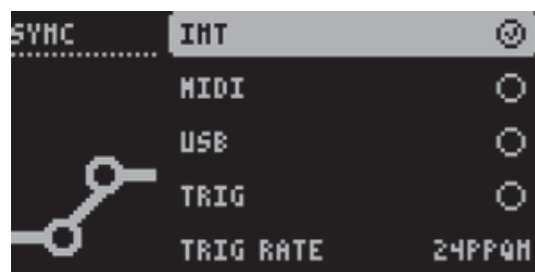 SYNC
INT
MIDI
USB
TRIG
TRIG RATE 24PPQN